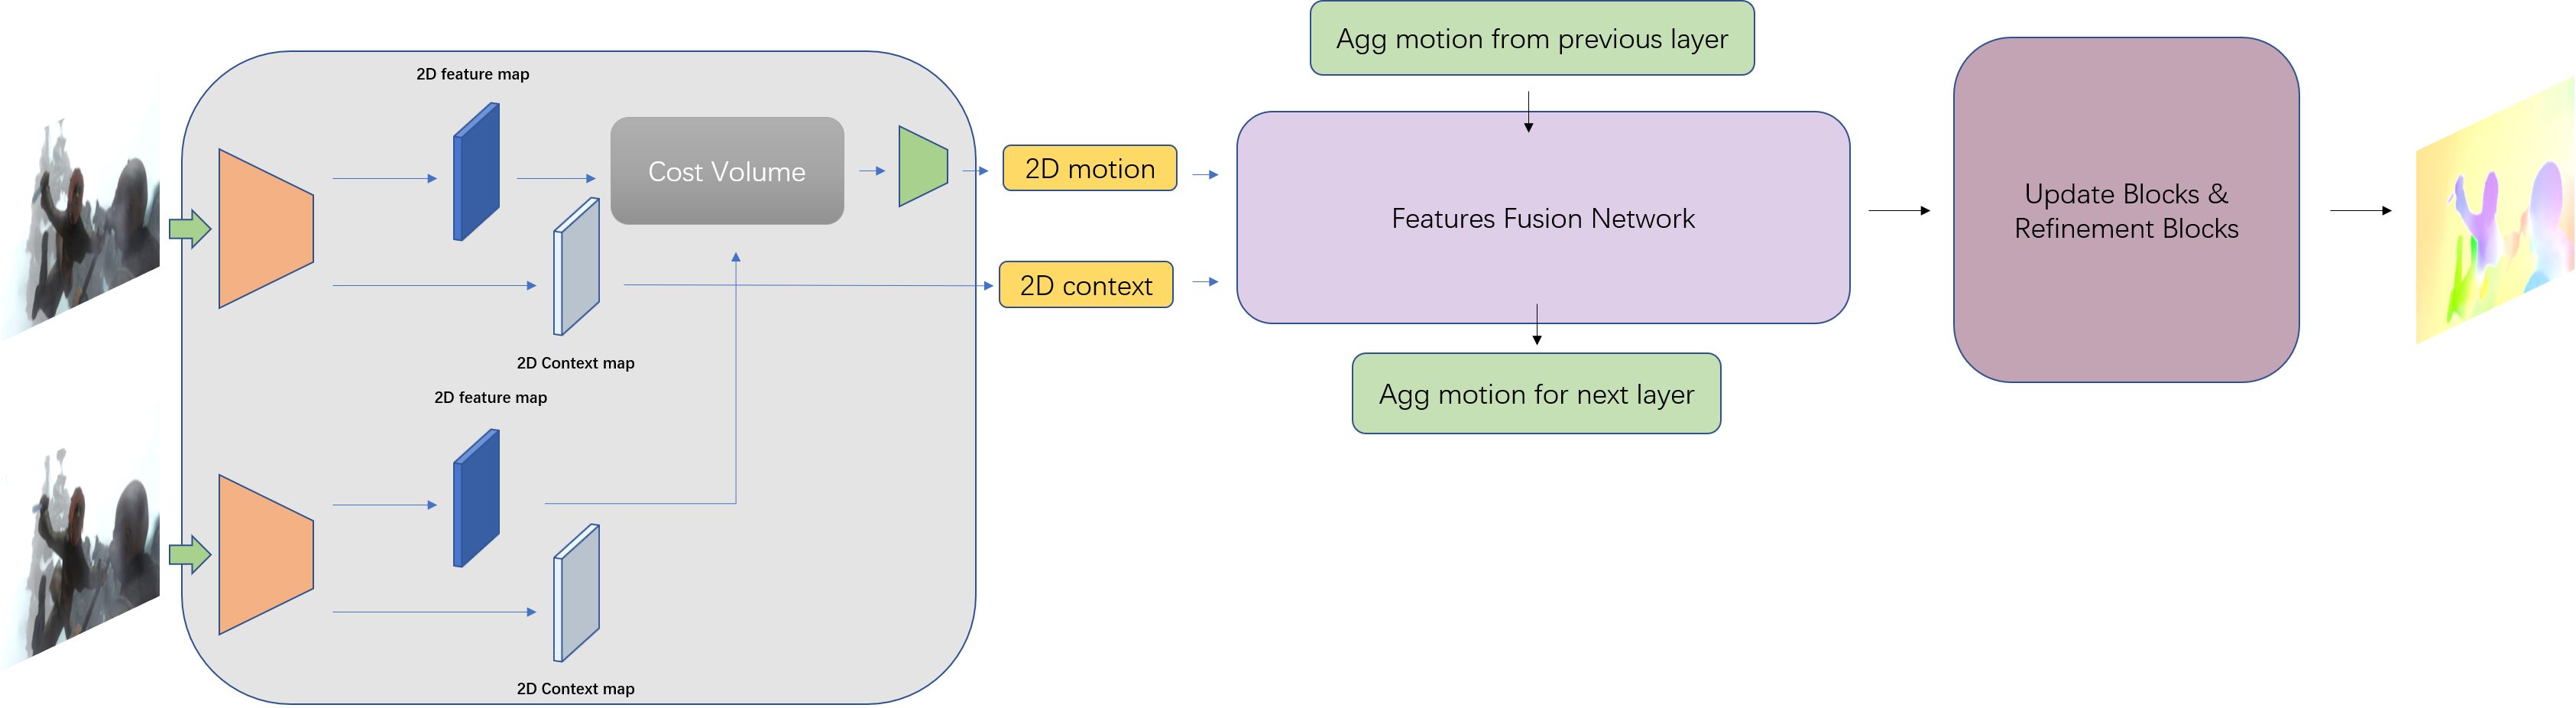 2D feature map
Cost Volume
2D Context map
2D feature map
2D Context map
2D motion
2D context
Agg motion from previous layer
Features Fusion Network
Agg motion for next layer
Update Blocks &
Refinement Blocks